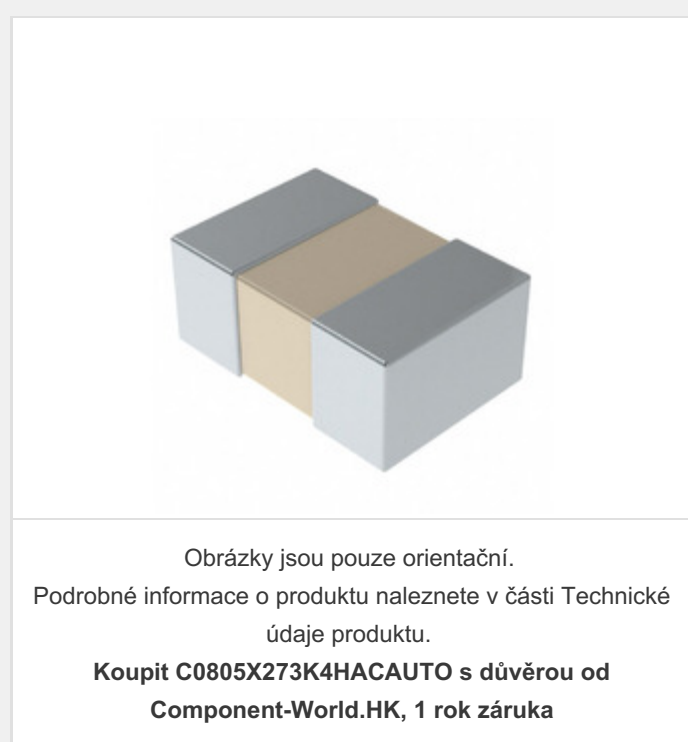 Obrázky jsou pouze orientační.
Podrobné informace o produktu naleznete v části Technické
údaje produktu.
Koupit C0805X273K4HACAUTO s důvěrou od
Component-World.HK, 1 rok záruka